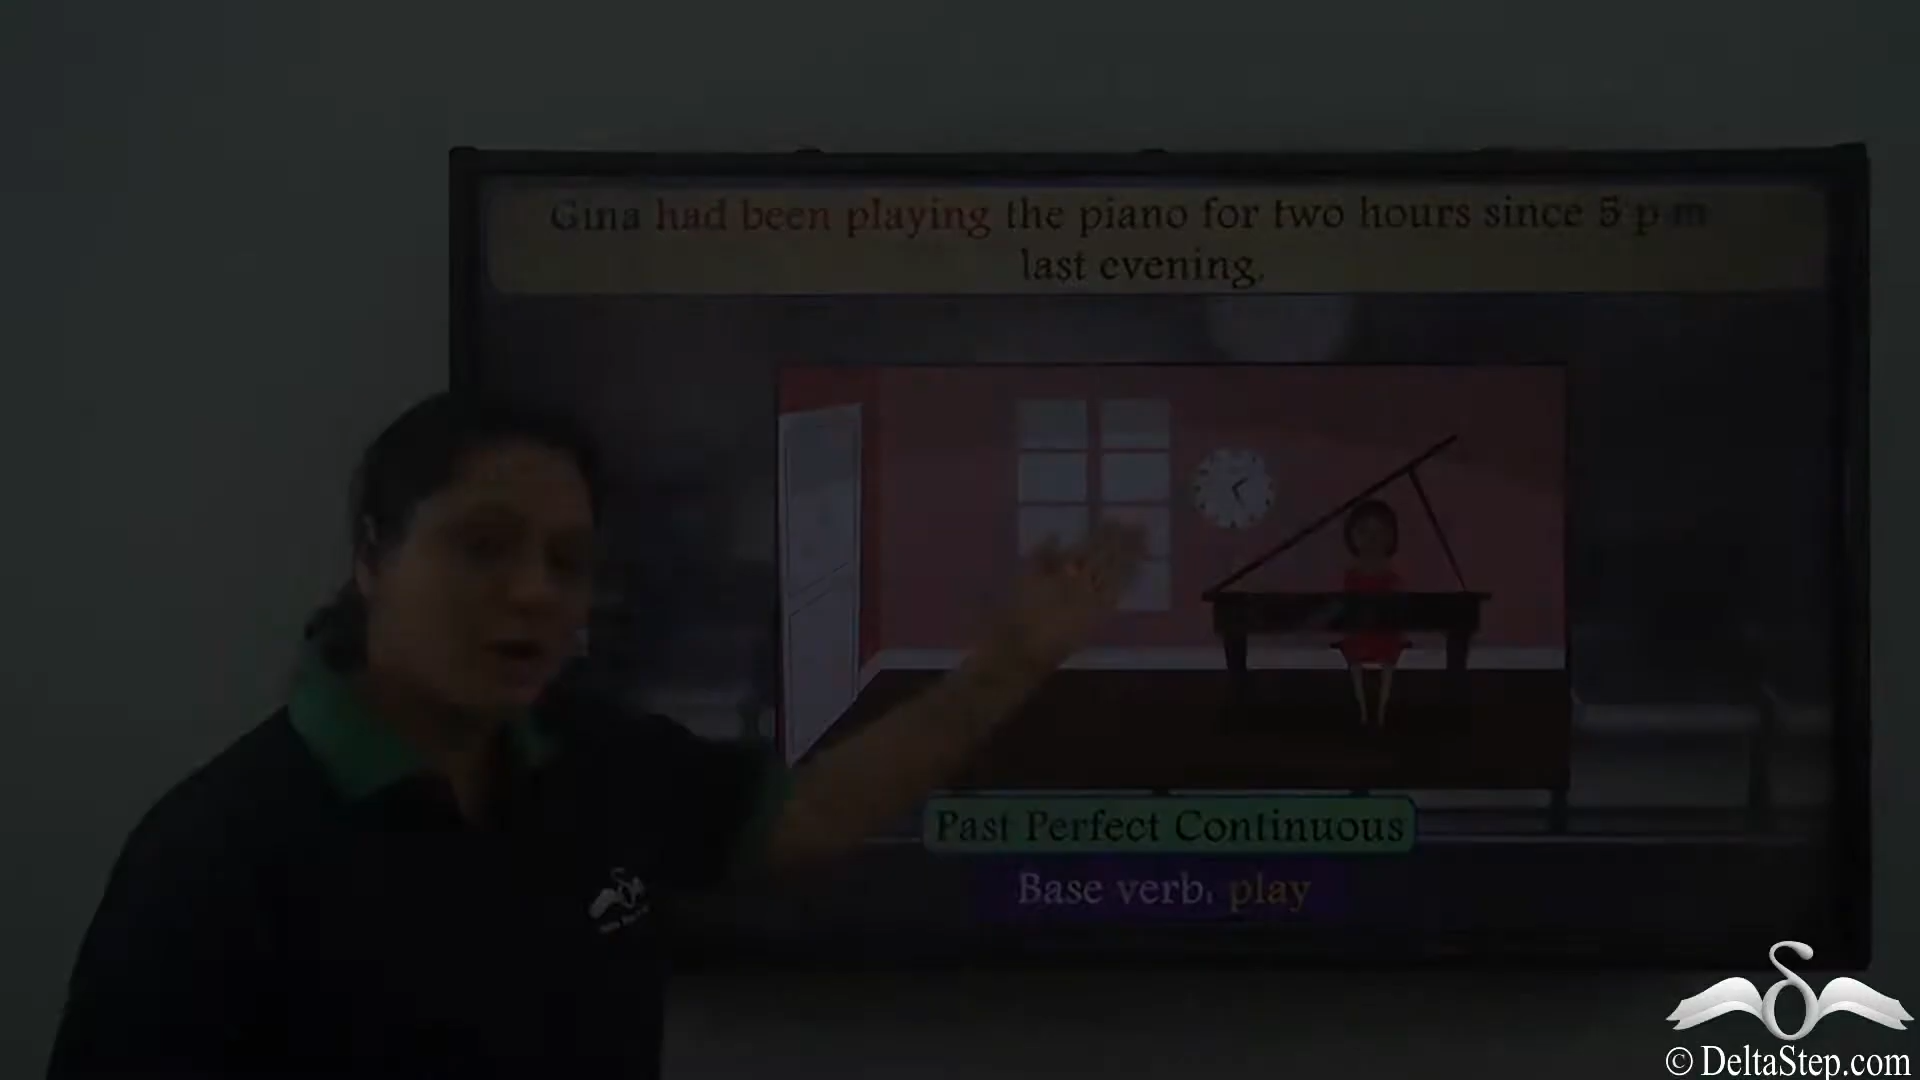 Gina had been playing the piano for two hours since 5 p m
last evening.
Past Perfect Continuous
Base verb: play
© DeltaStep.com